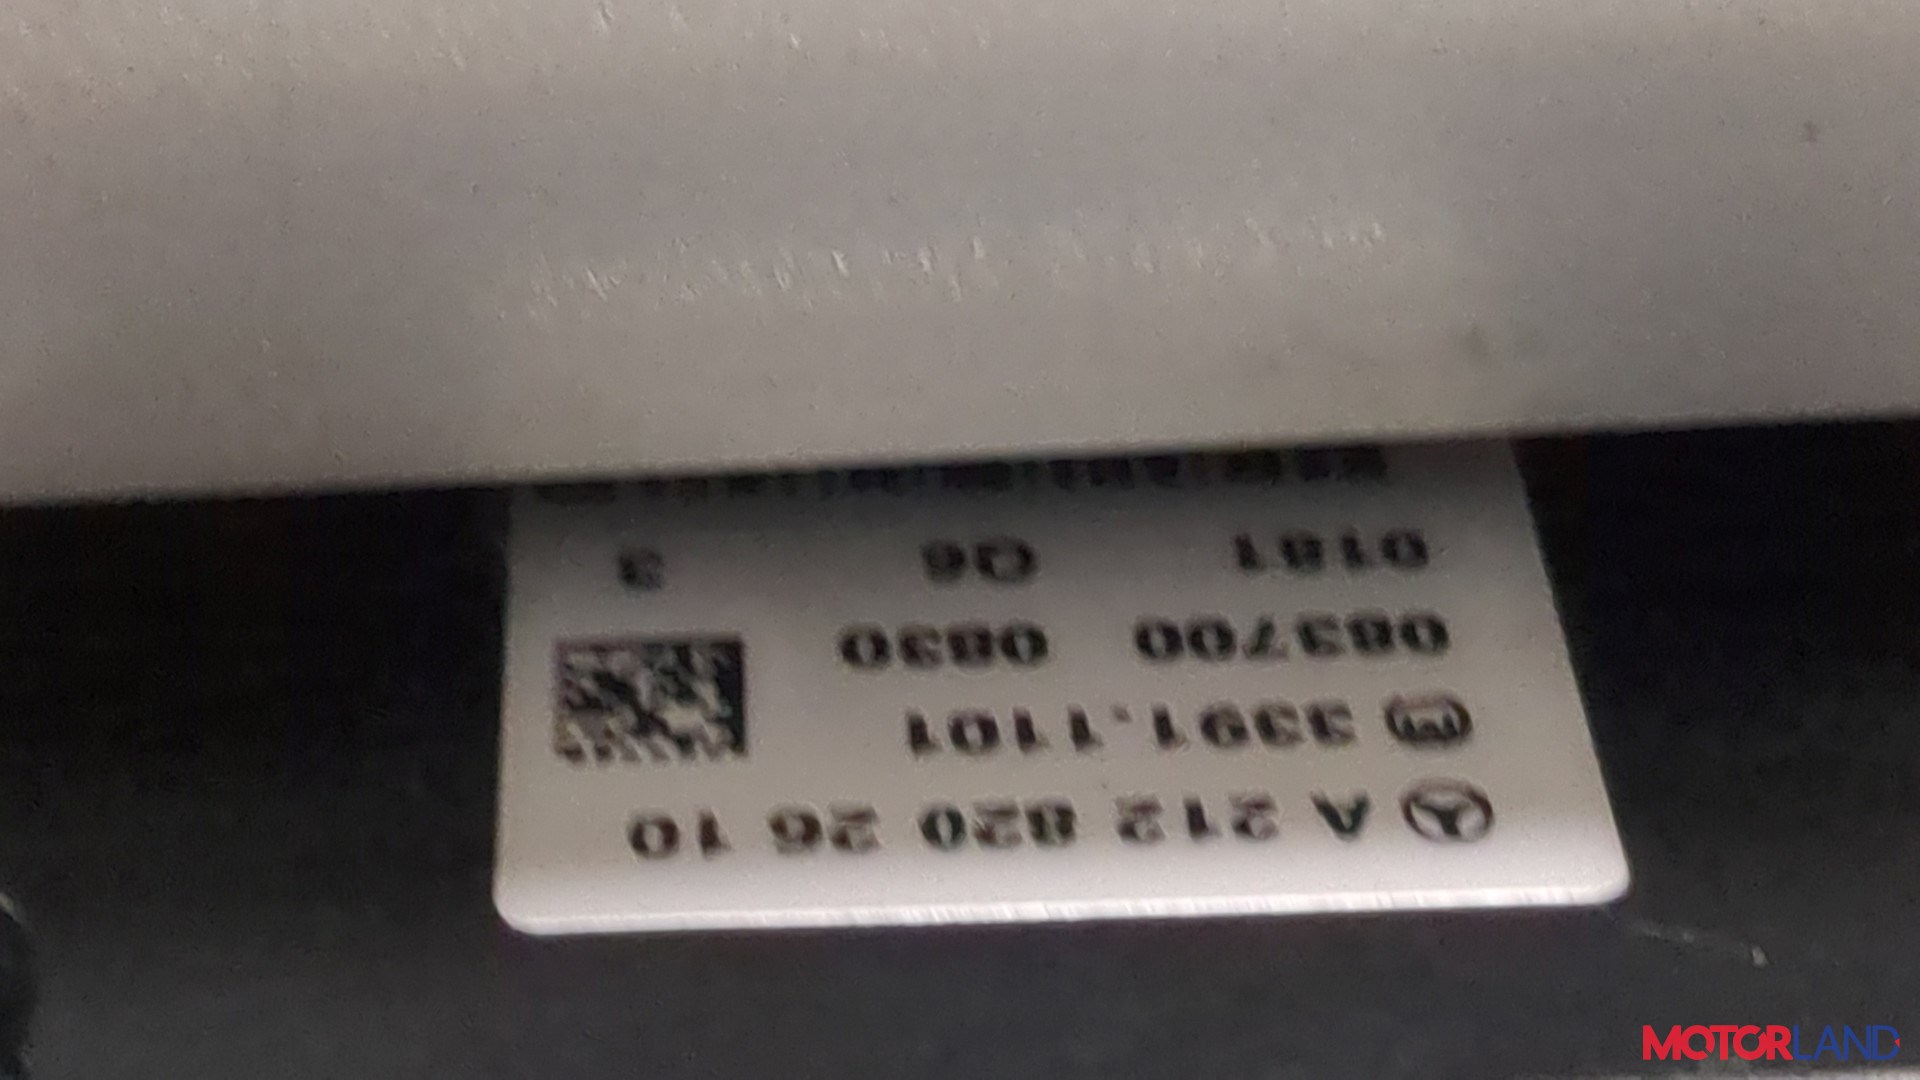 A 212 820 26 10
3391.1101
083700 0830
0181 Q6 3
MOTORLAND